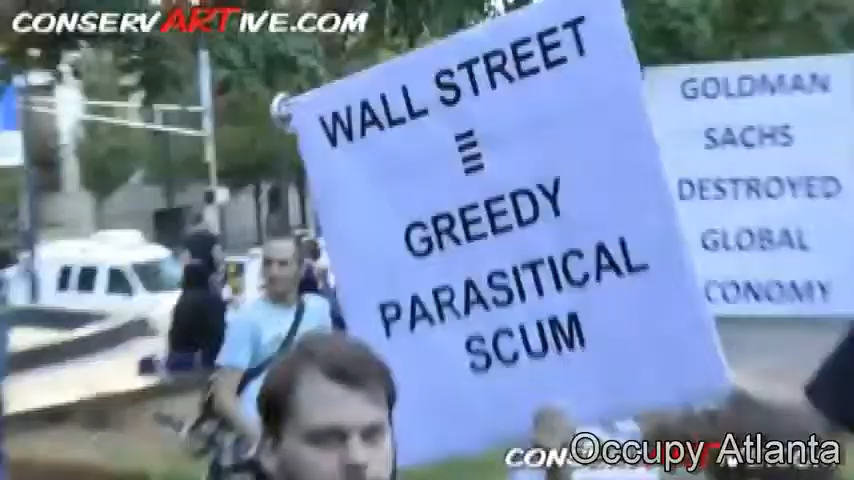 CONSERVARTIVE.COM
WALL STREET
≡
GREEDY
PARASITICAL
SCUM
GOLDMAN
SACHS
DESTROYED
GLOBAL
CONOMY
Occupy Atlanta